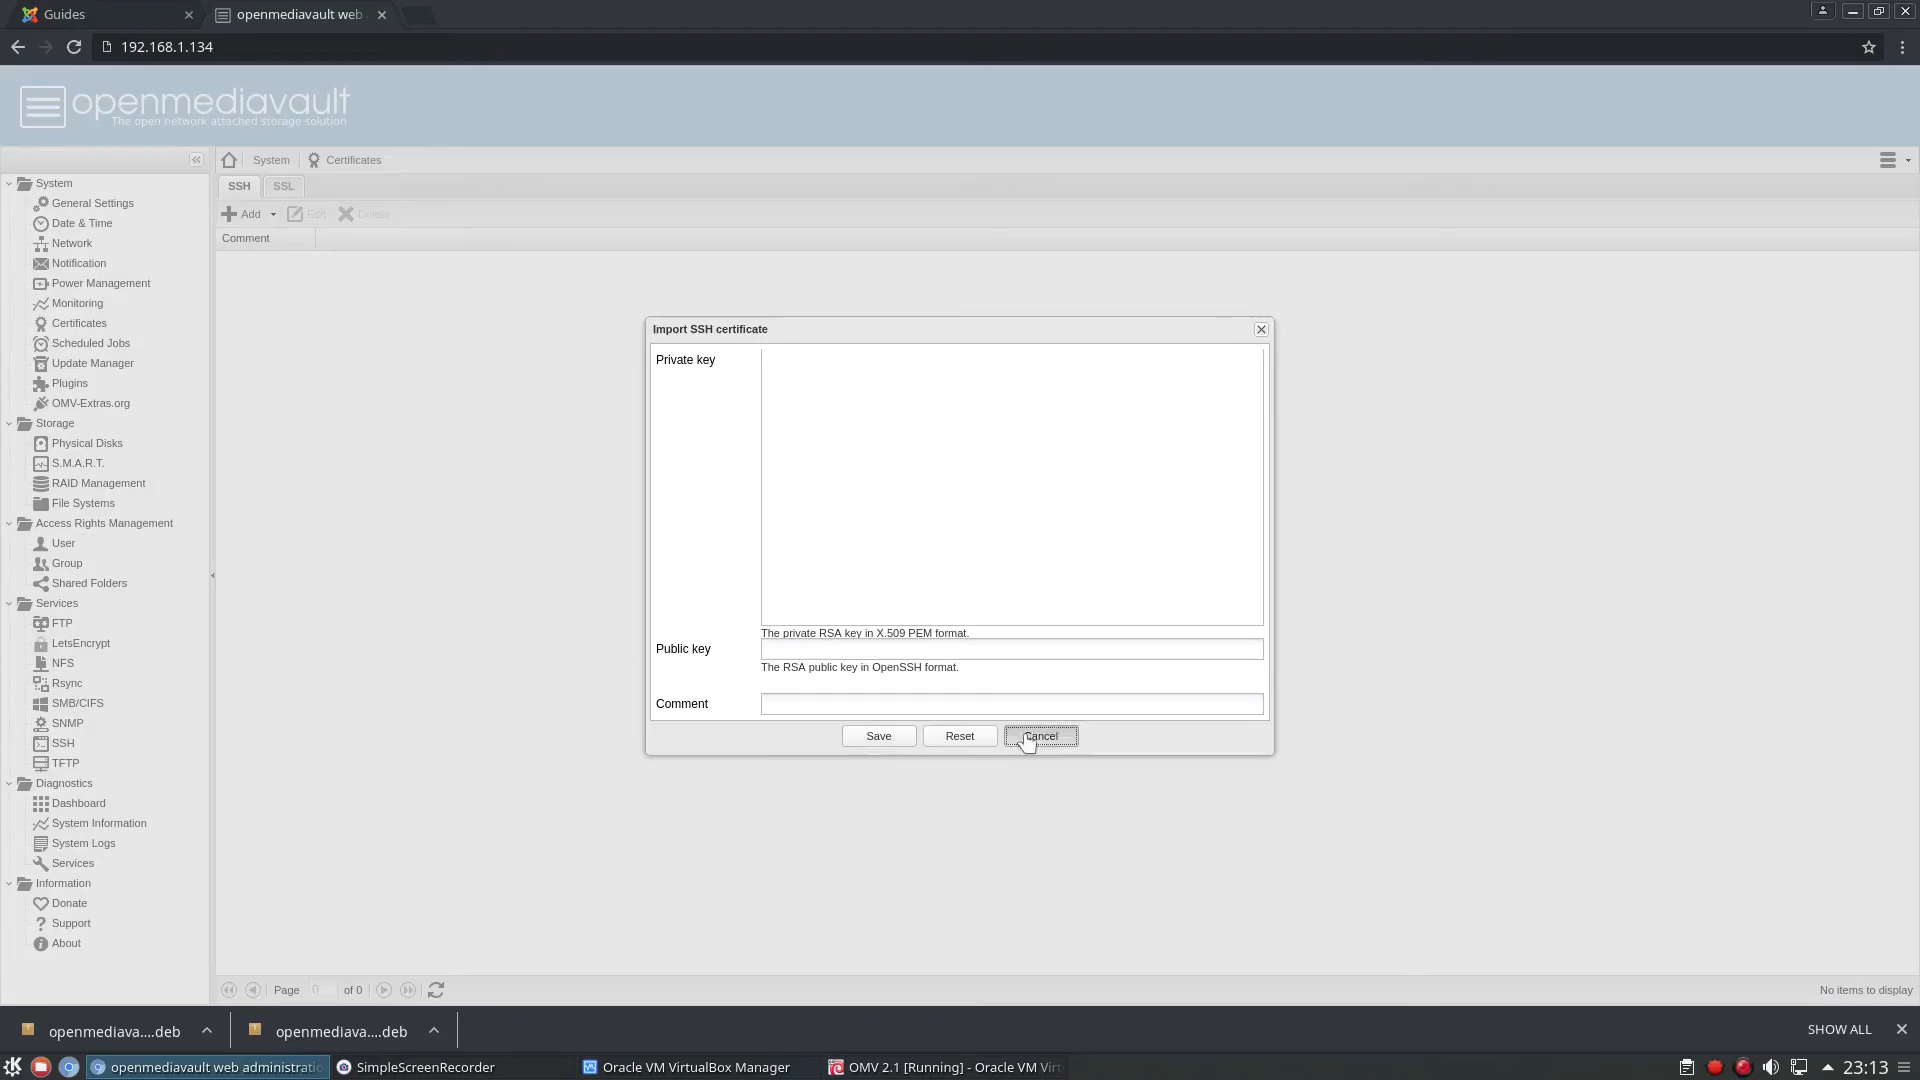 Guides
openmediavault web
192.168.1.134
openmediavault
The open network attached storage solution
System
Certificates
SSH
SSL
Add
Edit
Delete
Comment
System
General Settings
Date & Time
Network
Notification
Power Management
Monitoring
Certificates
Scheduled Jobs
Update Manager
Plugins
OMV-Extras.org
Storage
Physical Disks
S.M.A.R.T.
RAID Management
File Systems
Access Rights Management
User
Group
Shared Folders
Services
FTP
LetsEncrypt
NFS
Rsync
SMB/CIFS
SNMP
SSH
TFTP
Diagnostics
Dashboard
System Information
System Logs
Services
Information
Donate
Support
About
Import SSH certificate
Private key
The private RSA key in X.509 PEM format.
Public key
The RSA public key in OpenSSH format.
Comment
Save
Reset
Cancel
Page 0 of 0
No items to display
openmediava....deb
openmediava....deb
SHOW ALL
openmediavault web administratio
SimpleScreenRecorder
Oracle VM VirtualBox Manager
OMV 2.1 [Running] - Oracle VM Virt
23:13